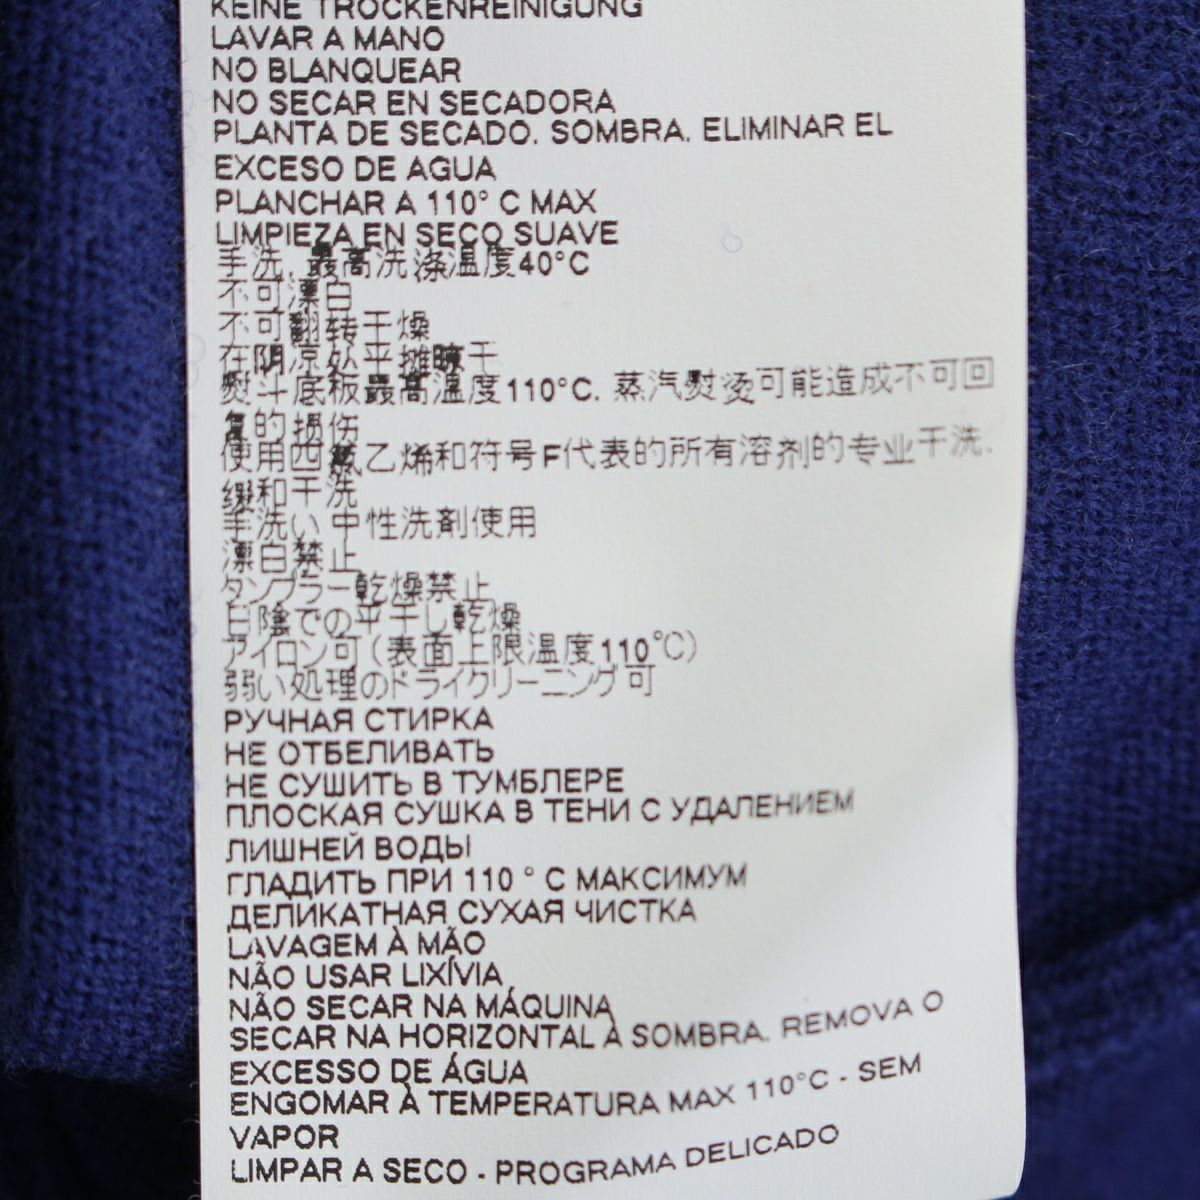 KEINE TROCKENREINIGUNG
LAVAR A MANO
NO BLANQUEAR
NO SECAR EN SECADORA
PLANTA DE SECADO. SOMBRA. ELIMINAR EL
EXCESO DE AGUA
PLANCHAR A 110° C MAX
LIMPIEZA EN SECO SUAVE
手洗, 最高洗涤温度40°C
不可漂白
不可翻转干燥
在阴凉处平摊晾干
熨斗底板最高温度110°C. 蒸汽熨烫可能造成不可回
复的损伤
使用四氯乙烯和符号F代表的所有溶剂的专业干洗.
缓和干洗
手洗い 中性洗剤使用
漂白禁止
タンブラー乾燥禁止
日陰での平干し乾燥
アイロン可(表面上限温度110℃)
弱い処理のドライクリーニング可
РУЧНАЯ СТИРКА
НЕ ОТБЕЛИВАТЬ
НЕ СУШИТЬ В ТУМБЛЕРЕ
ПЛОСКАЯ СУШКА В ТЕНИ С УДАЛЕНИЕМ
ЛИШНЕЙ ВОДЫ
ГЛАДИТЬ ПРИ 110 ° С МАКСИМУМ
ДЕЛИКАТНАЯ СУХАЯ ЧИСТКА
LAVAGEM À MÃO
NÃO USAR LIXÍVIA
NÃO SECAR NA MÁQUINA
SECAR NA HORIZONTAL À SOMBRA. REMOVA O
EXCESSO DE ÁGUA
ENGOMAR À TEMPERATURA MAX 110°C - SEM
VAPOR
LIMPAR A SECO - PROGRAMA DELICADO